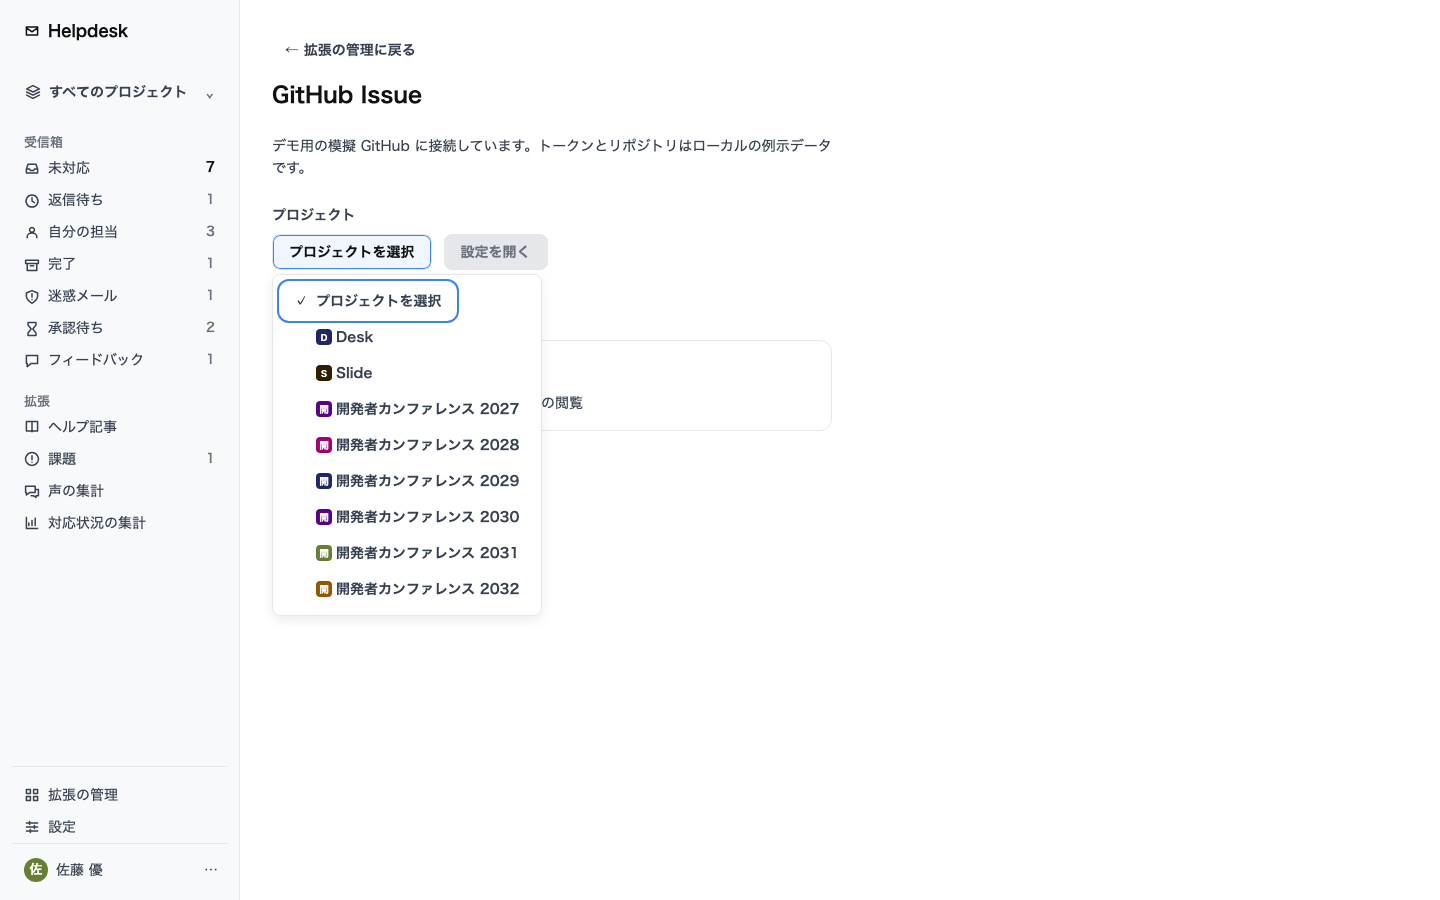 Helpdesk
すべてのプロジェクト
受信箱
未対応 7
返信待ち 1
自分の担当 3
完了 1
迷惑メール 1
承認待ち 2
フィードバック 1
拡張
ヘルプ記事
課題 1
声の集計
対応状況の集計
拡張の管理
設定
佐 佐藤 優 …
← 拡張の管理に戻る
GitHub Issue
デモ用の模擬 GitHub に接続しています。トークンとリポジトリはローカルの例示データ
です。
プロジェクト
プロジェクトを選択 設定を開く
✓ プロジェクトを選択
D Desk
S Slide
開 開発者カンファレンス 2027
の閲覧
開 開発者カンファレンス 2028
開 開発者カンファレンス 2029
開 開発者カンファレンス 2030
開 開発者カンファレンス 2031
開 開発者カンファレンス 2032